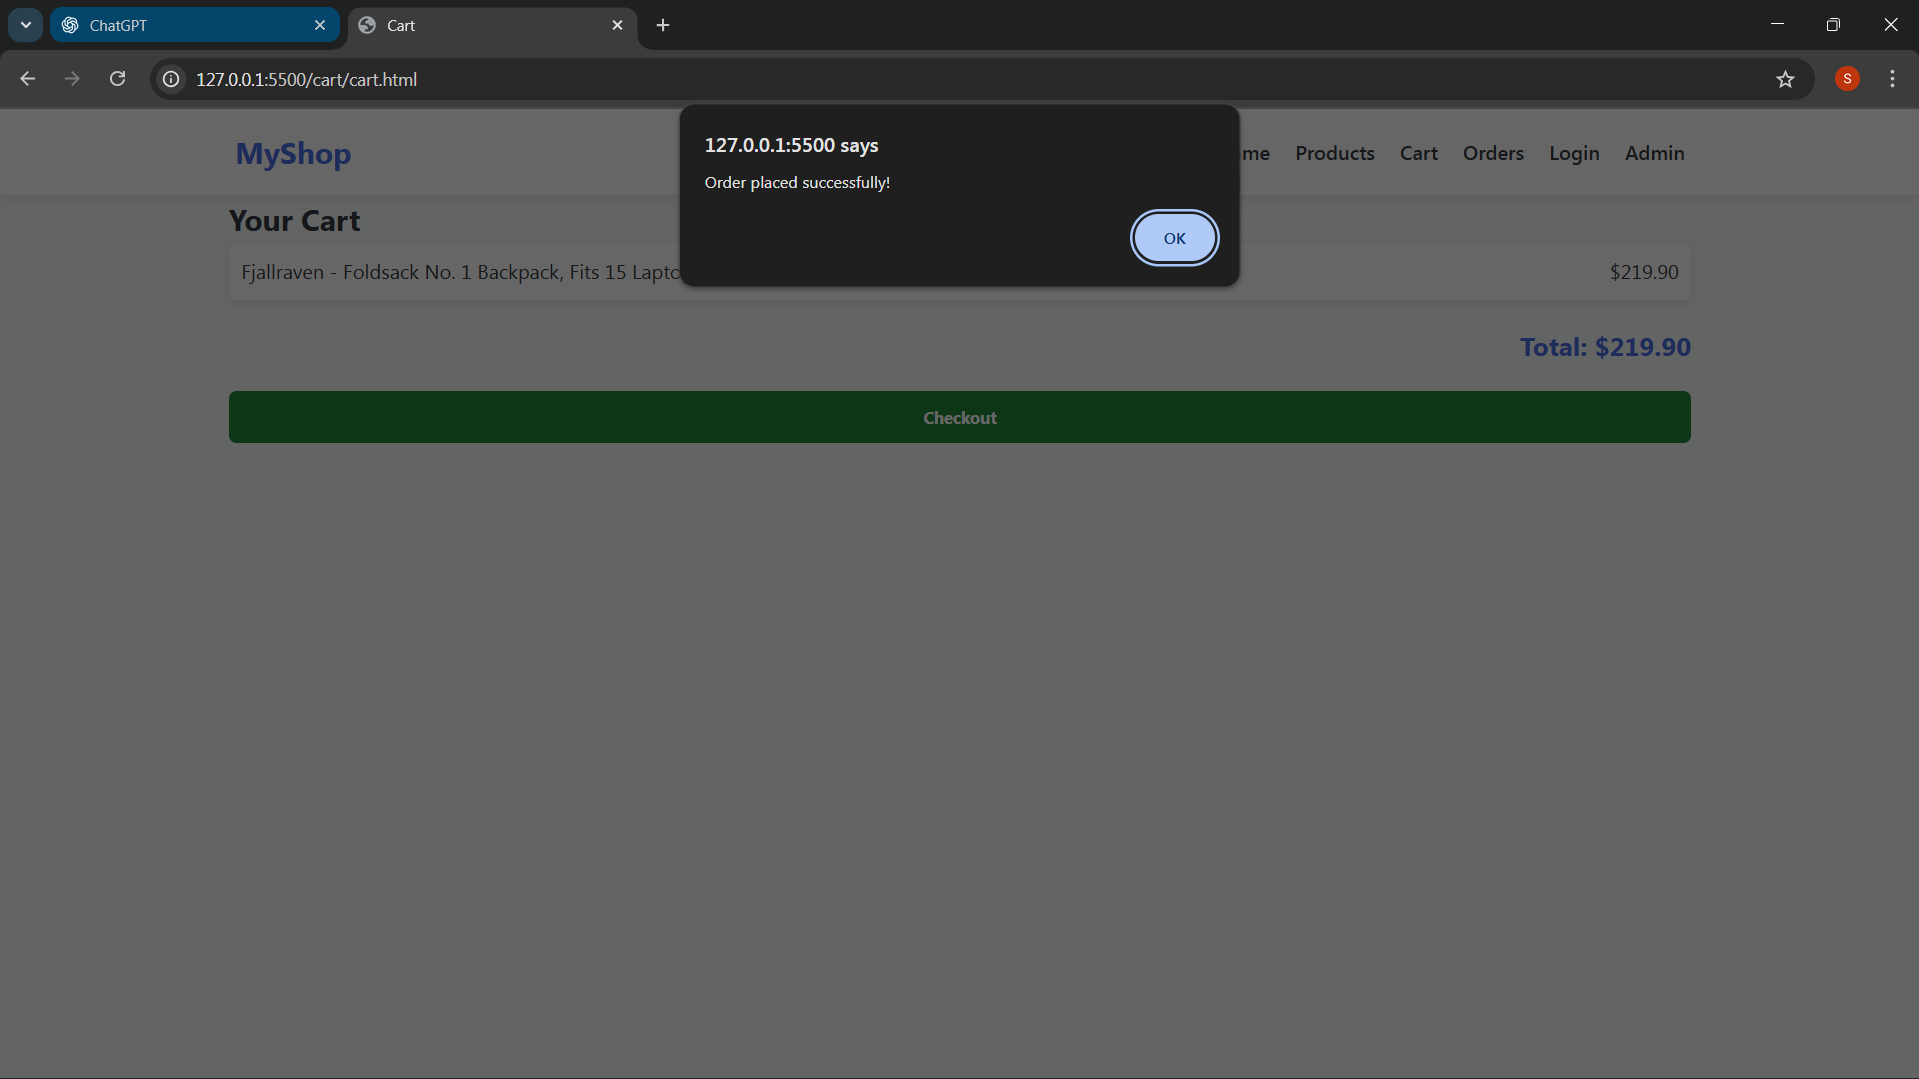 ChatGPT
Cart
127.0.0.1:5500/cart/cart.html
S
MyShop
Products Cart Orders Login Admin
127.0.0.1:5500 says
Order placed successfully!
OK
Your Cart
Fjallraven - Foldsack No. 1 Backpack, Fits 15
$219.90
Total: $219.90
Checkout